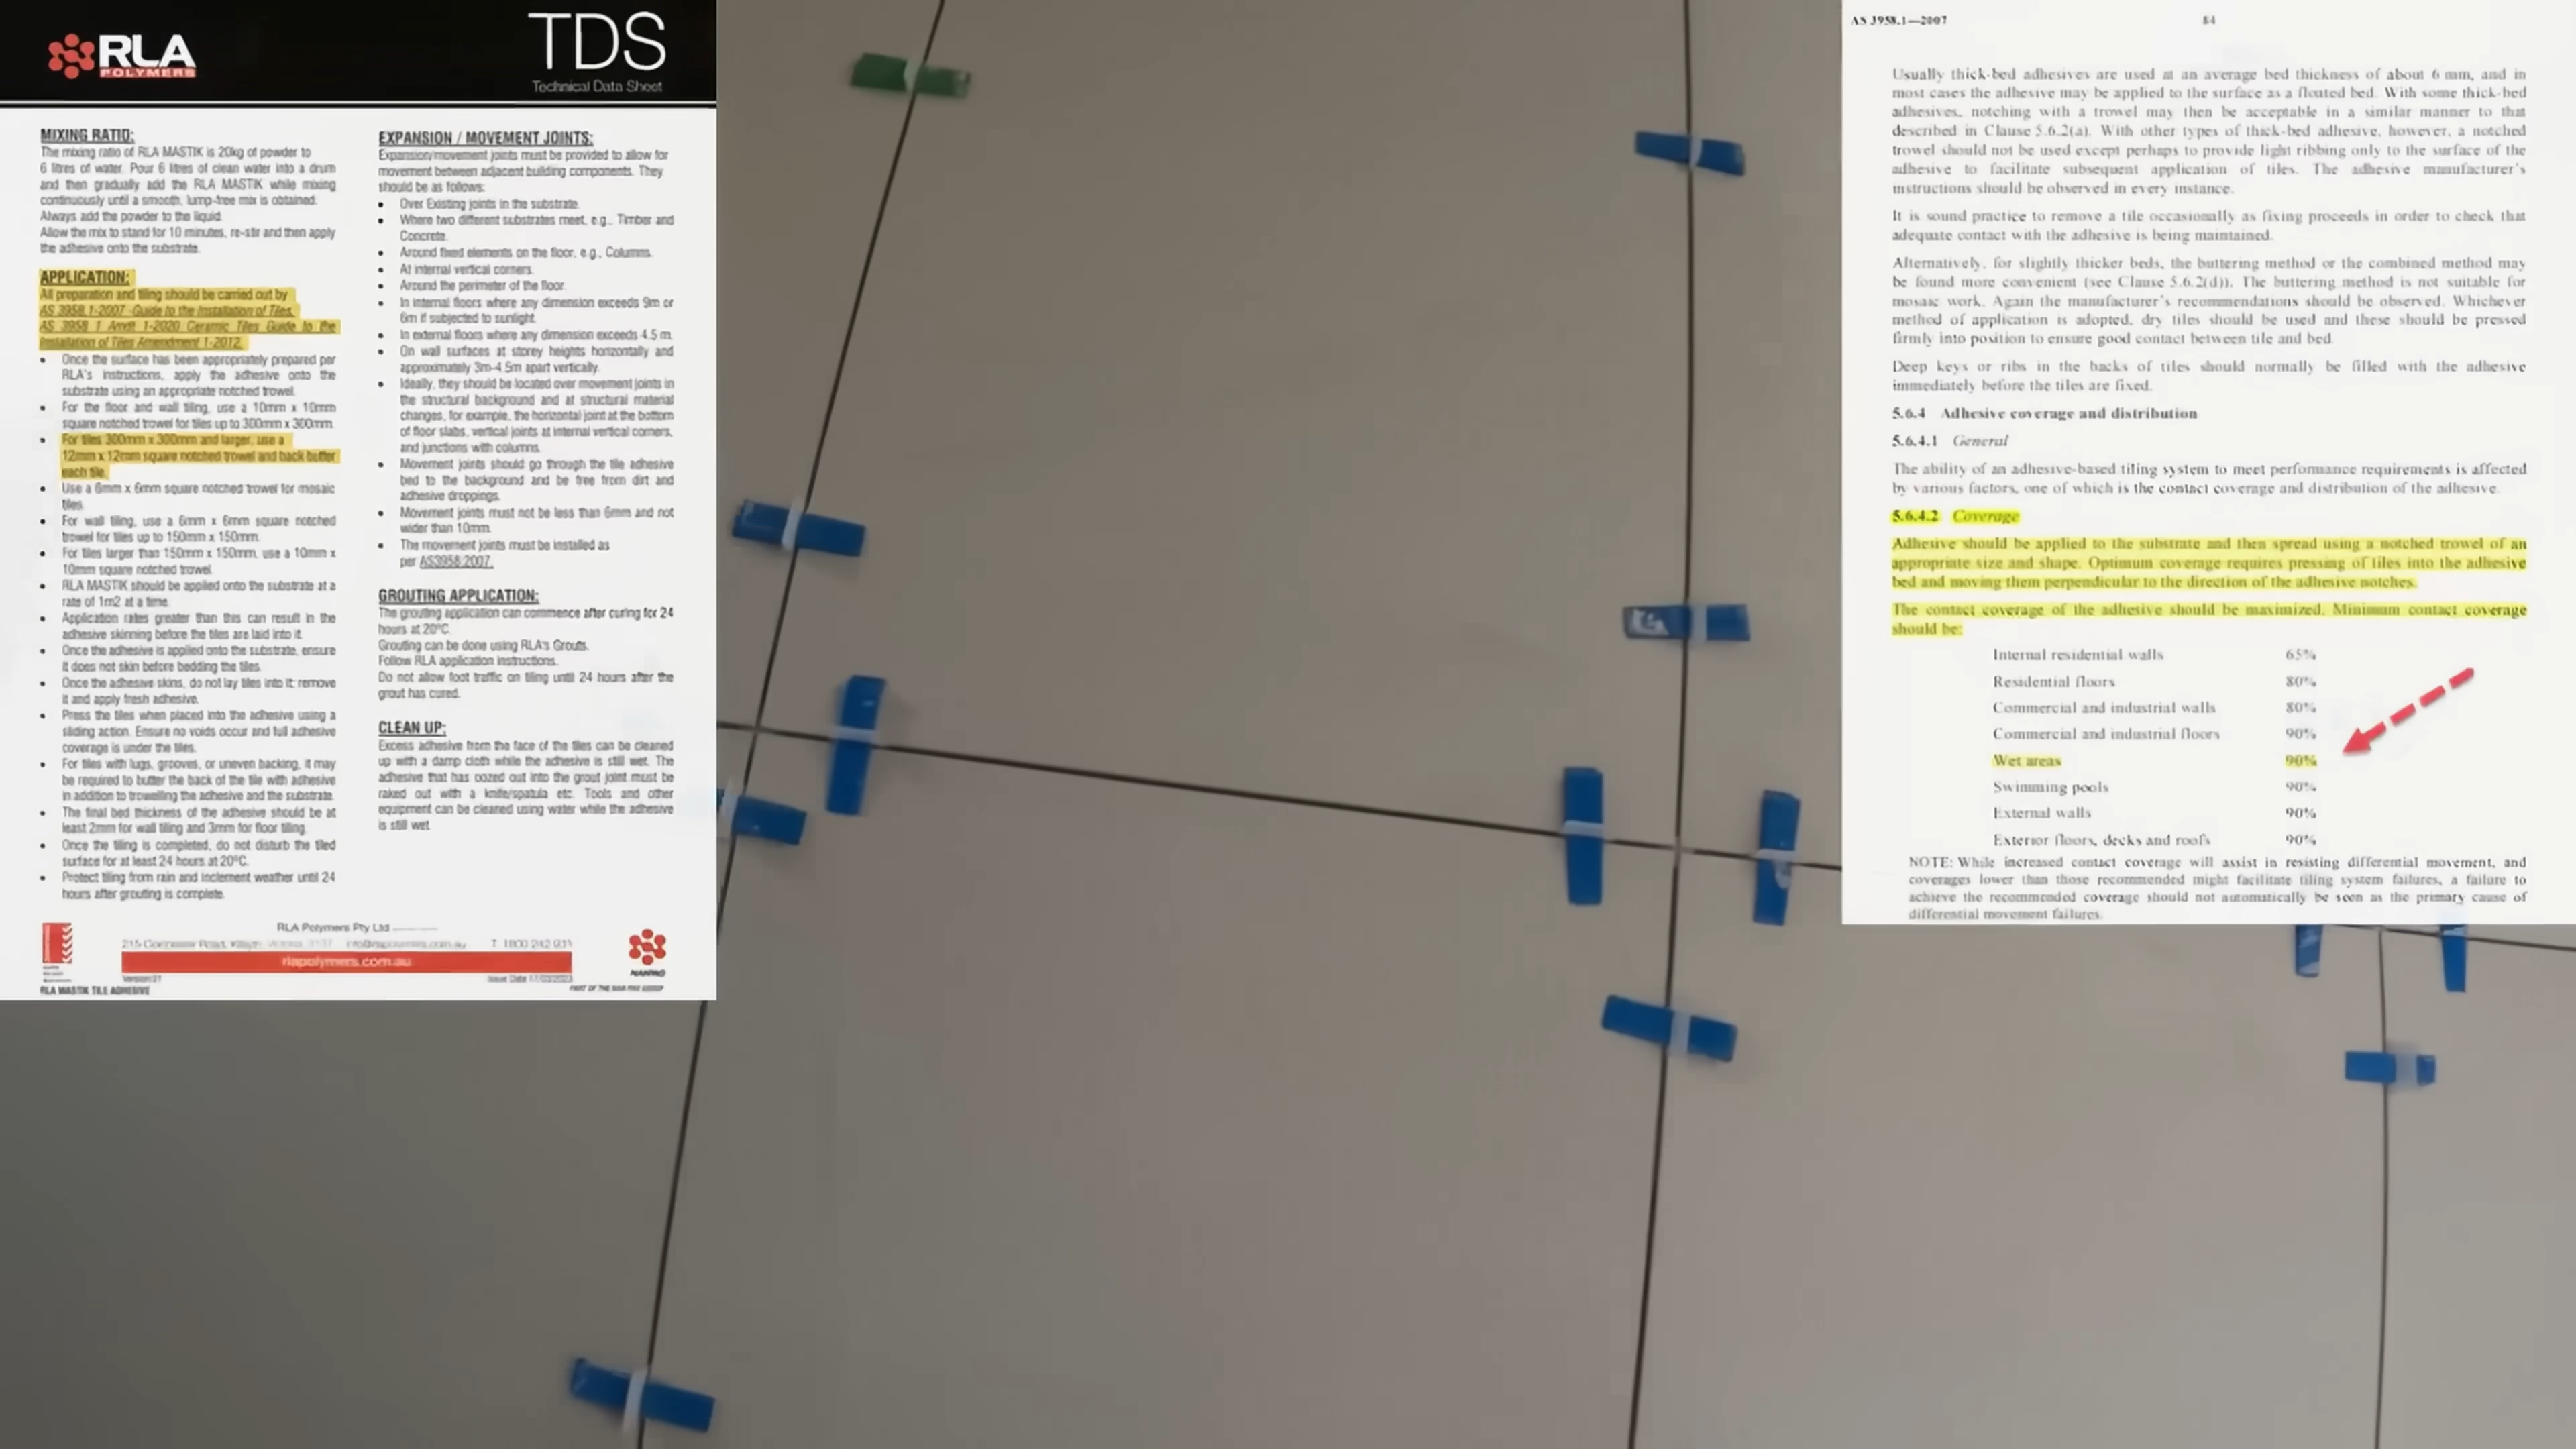 RLA
POLYMERS
TDS
Technical Data Sheet
MIXING RATIO:
The mixing ratio of RLA MASTIK is 20kg of powder to
6 litres of water. Pour 6 litres of clean water into a drum
and then gradually add the RLA MASTIK while mixing
continuously until a smooth, lump-free mix is obtained.
Always add the powder to the liquid.
Allow the mix to stand for 10 minutes, re-stir and then apply
the adhesive onto the substrate.
APPLICATION:
All preparation and tiling should be carried out by
AS 3958.1-2007 -Guide to the Installation of Tiles.
AS 3958 1 Amdt 1-2020 Ceramic Tiles Guide to the
Installation of Tiles Amendment 1-2012.
• Once the surface has been appropriately prepared per
RLA's instructions, apply the adhesive onto the
substrate using an appropriate notched trowel.
• For the floor and wall tiling, use a 10mm x 10mm
square notched trowel for tiles up to 300mm x 300mm.
• For tiles 300mm x 300mm and larger, use a
12mm x 12mm square notched trowel and back butter
each tile.
• Use a 6mm x 6mm square notched trowel for mosaic
tiles.
• For wall tiling, use a 6mm x 6mm square notched
trowel for tiles up to 150mm x 150mm.
• For tiles larger than 150mm x 150mm, use a 10mm x
10mm square notched trowel.
• RLA MASTIK should be applied onto the substrate at a
rate of 1m2 at a time.
• Application rates greater than this can result in the
adhesive skinning before the tiles are laid into it.
• Once the adhesive is applied onto the substrate, ensure
it does not skin before bedding the tiles.
• Once the adhesive skins, do not lay tiles into it; remove
it and apply fresh adhesive.
• Press the tiles when placed into the adhesive using a
sliding action. Ensure no voids occur and full adhesive
coverage is under the tiles.
• For tiles with lugs, grooves, or uneven backing, it may
be required to butter the back of the tile with adhesive
in addition to trowelling the adhesive and the substrate.
• The final bed thickness of the adhesive should be at
least 2mm for wall tiling and 3mm for floor tiling.
• Once the tiling is completed, do not disturb the tiled
surface for at least 24 hours at 20ºC.
• Protect tiling from rain and inclement weather until 24
hours after grouting is complete.
EXPANSION / MOVEMENT JOINTS:
Expansion/movement joints must be provided to allow for
movement between adjacent building components. They
should be as follows:
• Over Existing joints in the substrate.
• Where two different substrates meet, e.g., Timber and
Concrete.
• Around fixed elements on the floor, e.g., Columns.
• At internal vertical corners.
• Around the perimeter of the floor.
• In internal floors where any dimension exceeds 9m or
6m if subjected to sunlight.
• In external floors where any dimension exceeds 4.5 m.
• On wall surfaces at storey heights horizontally and
approximately 3m-4.5m apart vertically.
• Ideally, they should be located over movement joints in
the structural background and at structural material
changes, for example, the horizontal joint at the bottom
of floor slabs, vertical joints at internal vertical corners,
and junctions with columns.
• Movement joints should go through the tile adhesive
bed to the background and be free from dirt and
adhesive droppings.
• Movement joints must not be less than 6mm and not
wider than 10mm.
• The movement joints must be installed as
per AS3958:2007.
GROUTING APPLICATION:
The grouting application can commence after curing for 24
hours at 20ºC.
Grouting can be done using RLA's Grouts.
Follow RLA application instructions.
Do not allow foot traffic on tiling until 24 hours after the
grout has cured.
CLEAN UP:
Excess adhesive from the face of the tiles can be cleaned
up with a damp cloth while the adhesive is still wet. The
adhesive that has oozed out into the grout joint must be
raked out with a knife/spatula etc. Tools and other
equipment can be cleaned using water while the adhesive
is still wet.
RLA Polymers Pty Ltd
rlapolymers.com.au
RLA MASTIK TILE ADHESIVE
AS 3958.1—2007
84
Usually thick-bed adhesives are used at an average bed thickness of about 6 mm, and in
most cases the adhesive may be applied to the surface as a floated bed. With some thick-bed
adhesives, notching with a trowel may then be acceptable in a similar manner to that
described in Clause 5.6.2(a). With other types of thick-bed adhesive, however, a notched
trowel should not be used except perhaps to provide light ribbing only to the surface of the
adhesive to facilitate subsequent application of tiles. The adhesive manufacturer's
instructions should be observed in every instance.
It is sound practice to remove a tile occasionally as fixing proceeds in order to check that
adequate contact with the adhesive is being maintained.
Alternatively, for slightly thicker beds, the buttering method or the combined method may
be found more convenient (see Clause 5.6.2(d)). The buttering method is not suitable for
mosaic work. Again the manufacturer's recommendations should be observed. Whichever
method of application is adopted, dry tiles should be used and these should be pressed
firmly into position to ensure good contact between tile and bed.
Deep keys or ribs in the backs of tiles should normally be filled with the adhesive
immediately before the tiles are fixed.
5.6.4 Adhesive coverage and distribution
5.6.4.1 General
The ability of an adhesive-based tiling system to meet performance requirements is affected
by various factors, one of which is the contact coverage and distribution of the adhesive.
5.6.4.2 Coverage
Adhesive should be applied to the substrate and then spread using a notched trowel of an
appropriate size and shape. Optimum coverage requires pressing of tiles into the adhesive
bed and moving them perpendicular to the direction of the adhesive notches.
The contact coverage of the adhesive should be maximized. Minimum contact coverage
should be:
Internal residential walls 65%
Residential floors 80%
Commercial and industrial walls 80%
Commercial and industrial floors 90%
Wet areas 90%
Swimming pools 90%
External walls 90%
Exterior floors, decks and roofs 90%
NOTE: While increased contact coverage will assist in resisting differential movement, and
coverages lower than those recommended might facilitate tiling system failures, a failure to
achieve the recommended coverage should not automatically be seen as the primary cause of
differential movement failures.